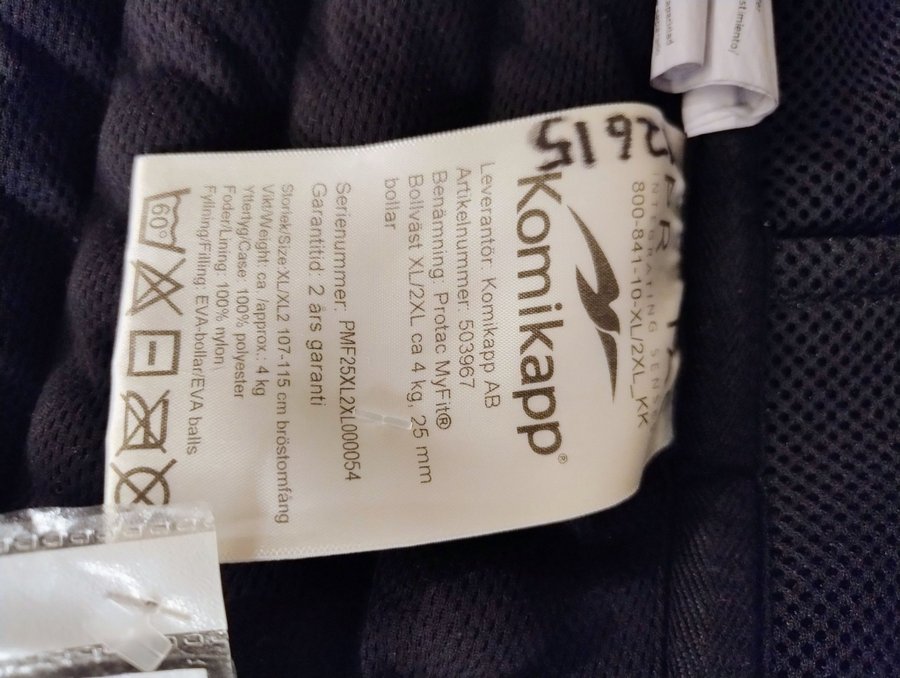 INTEGRATING SENSE
800-841-10-XL/2XL_KK
Komikapp®
Leverantör: Komikapp AB
Artikelnummer: 503967
Benämning: Protac MyFit®
Bollväst XL/2XL ca 4 kg, 25 mm
bollar
Serienummer: PMF25XL2XL000054
Garantitid: 2 års garanti
Storlek/Size:XL/XL2 107-115 cm bröstomfång
Vikt/Weight ca /approx.: 4 kg
Yttertyg/Case: 100% polyester
Foder/Lining: 100% nylon
Fyllning/Filling: EVA-bollar/EVA balls
60°